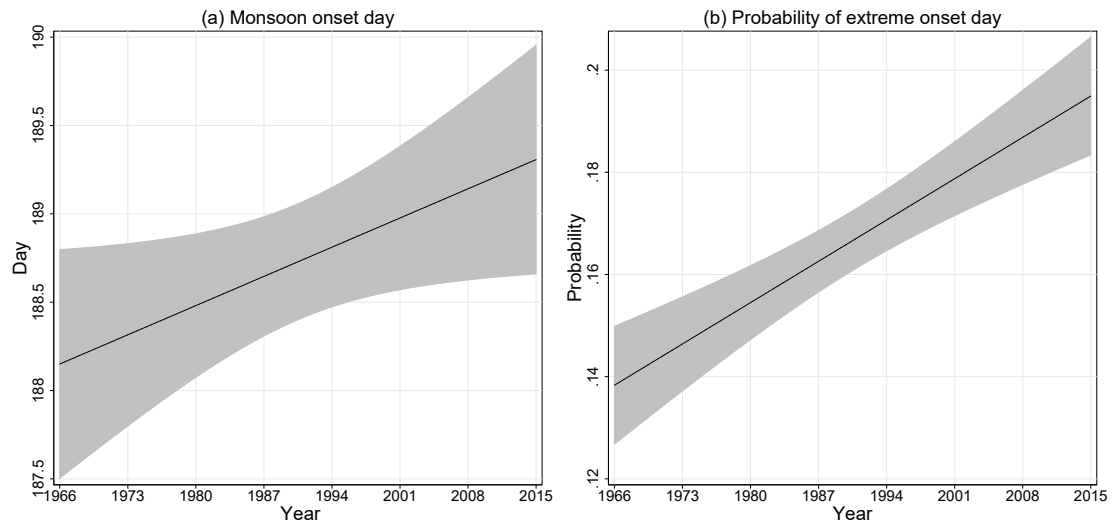 (a) Monsoon onset day
190
189.5
189
188.5
188
187.5
Day
1966 1973 1980 1987 1994 2001 2008 2015
Year
(b) Probability of extreme onset day
.2
.18
.16
.14
.12
Probability
1966 1973 1980 1987 1994 2001 2008 2015
Year